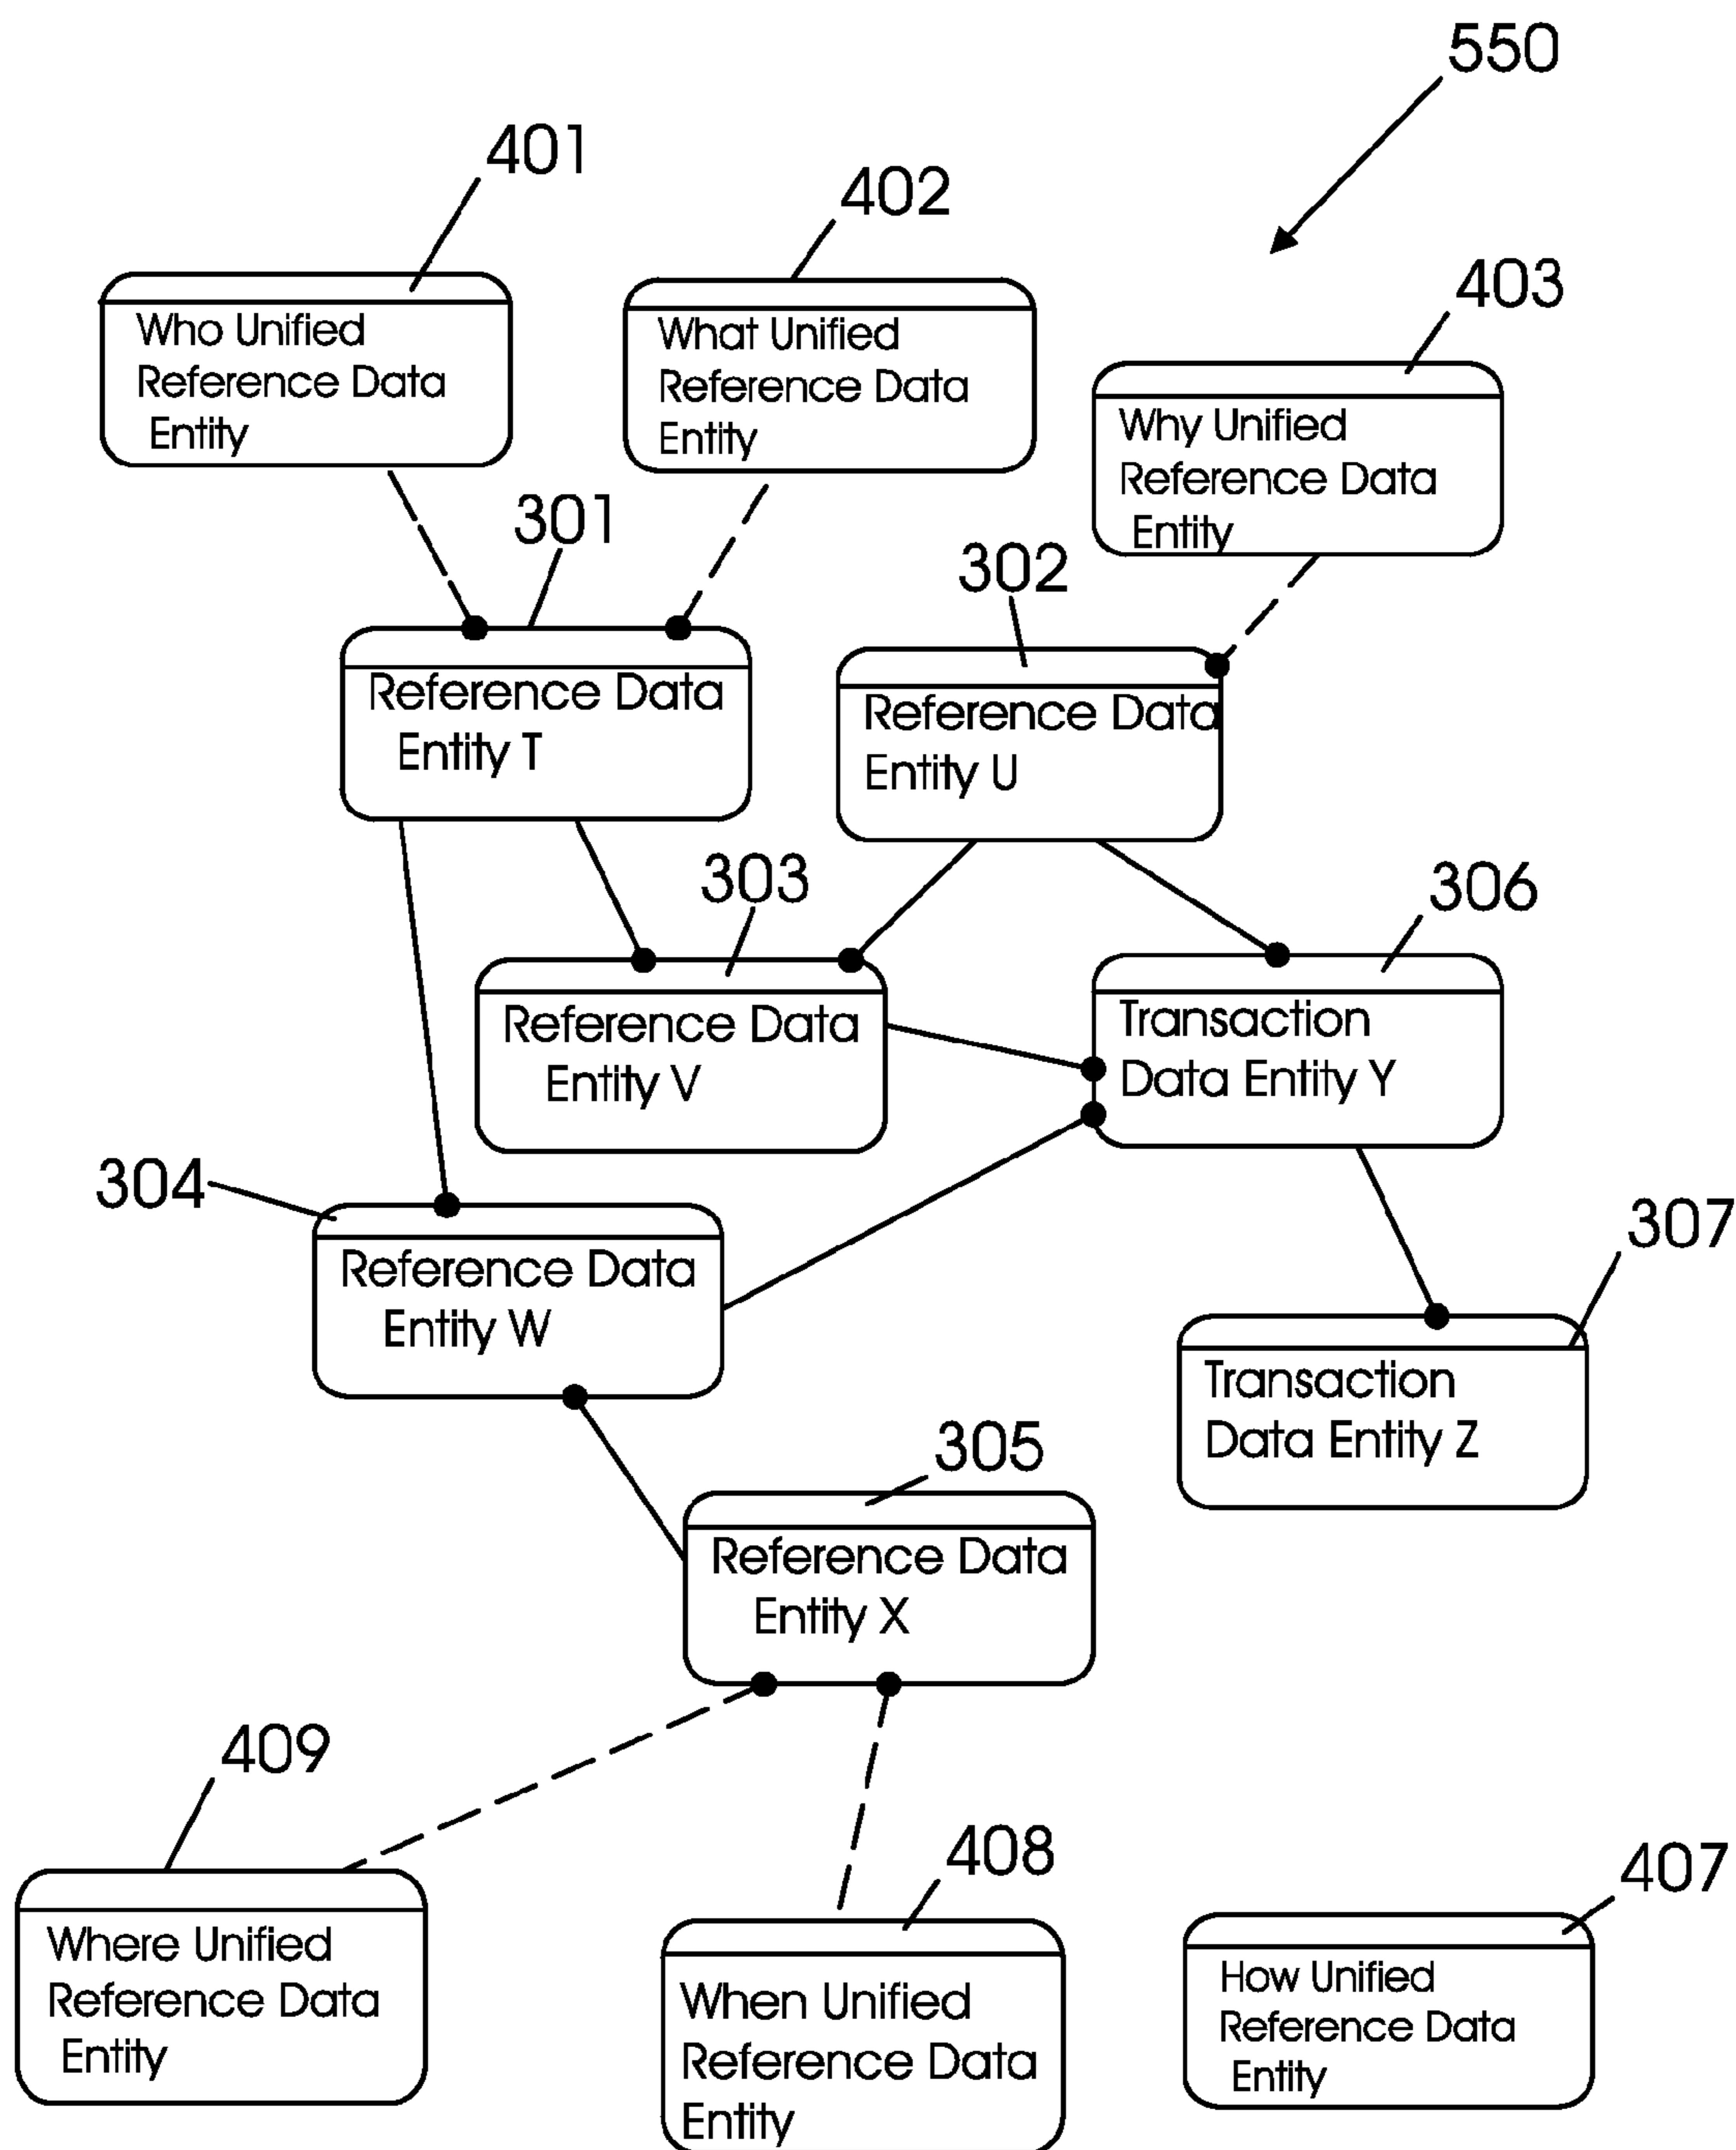 550
401
402
403
Who Unified
Reference Data
Entity
What Unified
Reference Data
Entity
Why Unified
Reference Data
Entity
301
302
Reference Data
Entity T
Reference Data
Entity U
303
306
Reference Data
Entity V
Transaction
Data Entity Y
304
307
Reference Data
Entity W
Transaction
Data Entity Z
305
Reference Data
Entity X
409
408
407
Where Unified
Reference Data
Entity
When Unified
Reference Data
Entity
How Unified
Reference Data
Entity